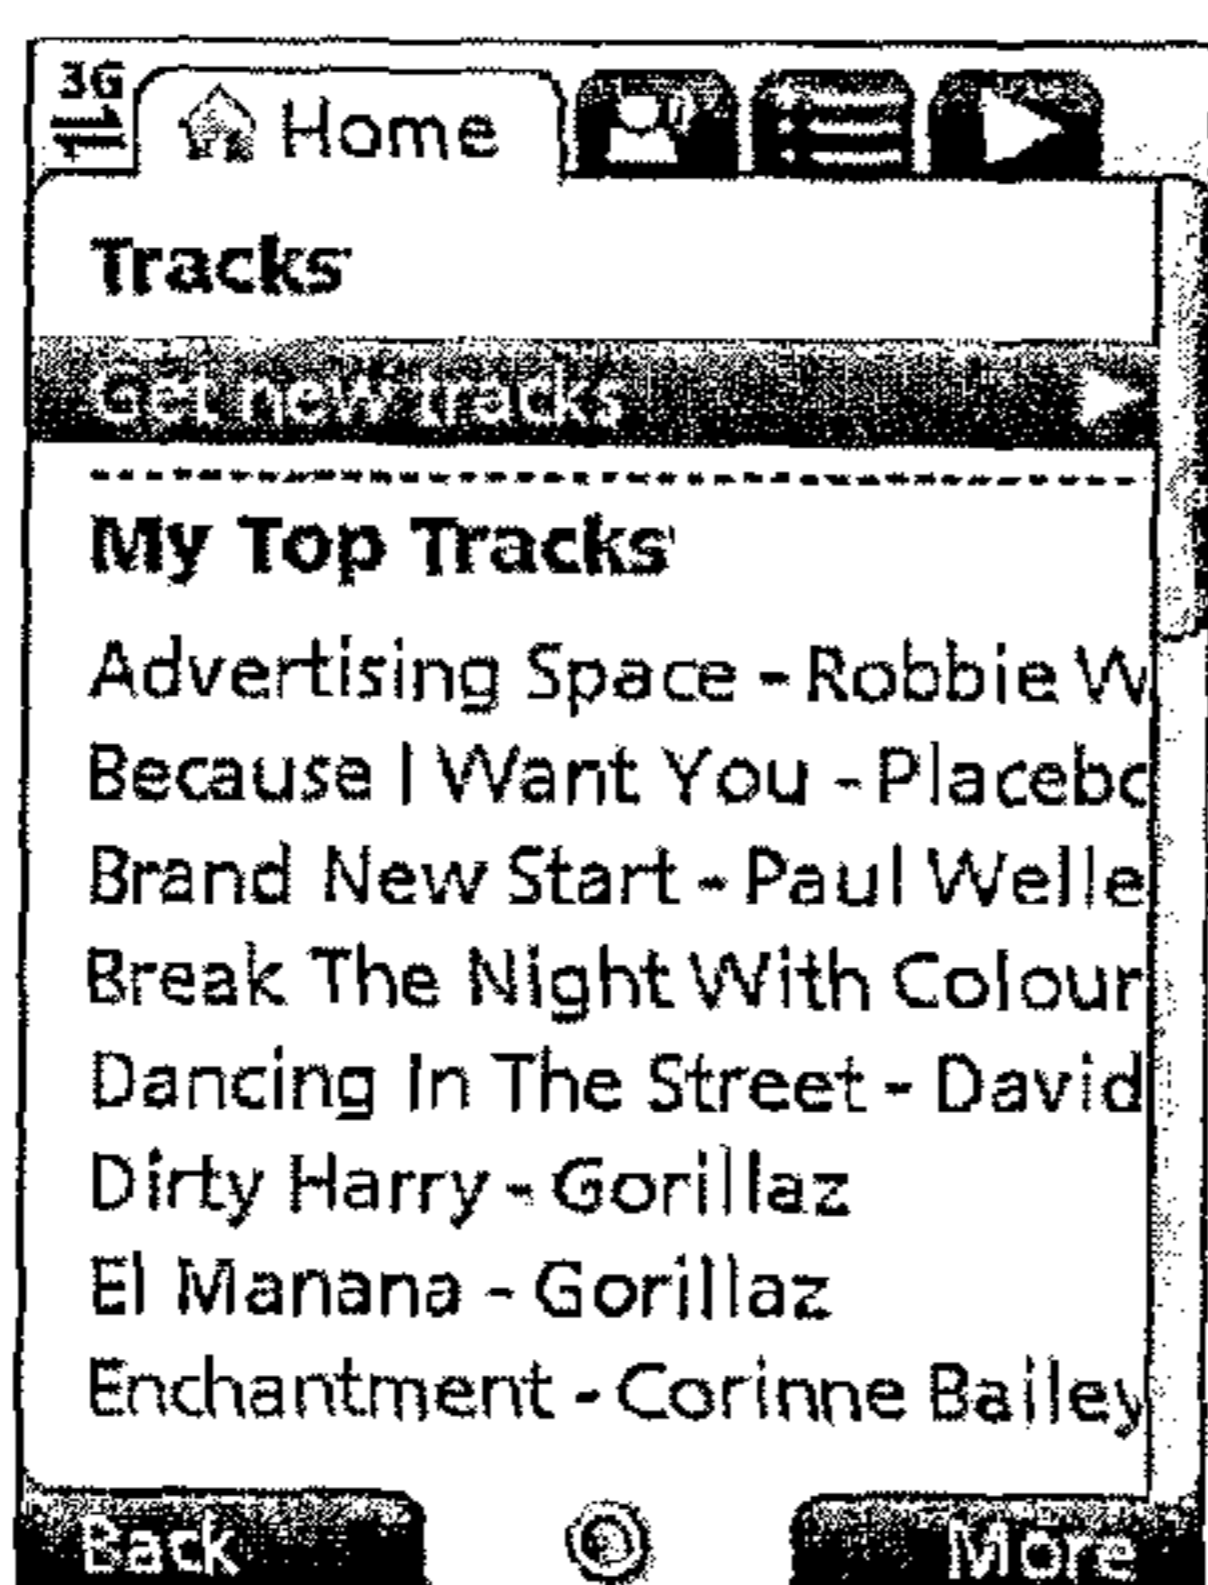 3G
Home
Tracks
Get new tracks
My Top Tracks
Advertising Space - Robbie W
Because I Want You - Placebo
Brand New Start - Paul Welle
Break The Night With Colour
Dancing In The Street - David
Dirty Harry - Gorillaz
El Manana - Gorillaz
Enchantment - Corinne Bailey
Back
More